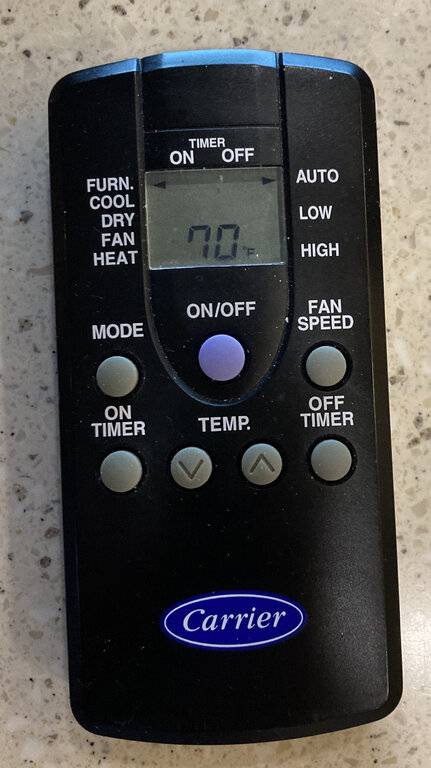 TIMER
ON OFF
FURN.
COOL
DRY
FAN
HEAT
AUTO
LOW
HIGH
70 °F
ON/OFF
MODE
FAN
SPEED
ON
TIMER
TEMP.
OFF
TIMER
Carrier